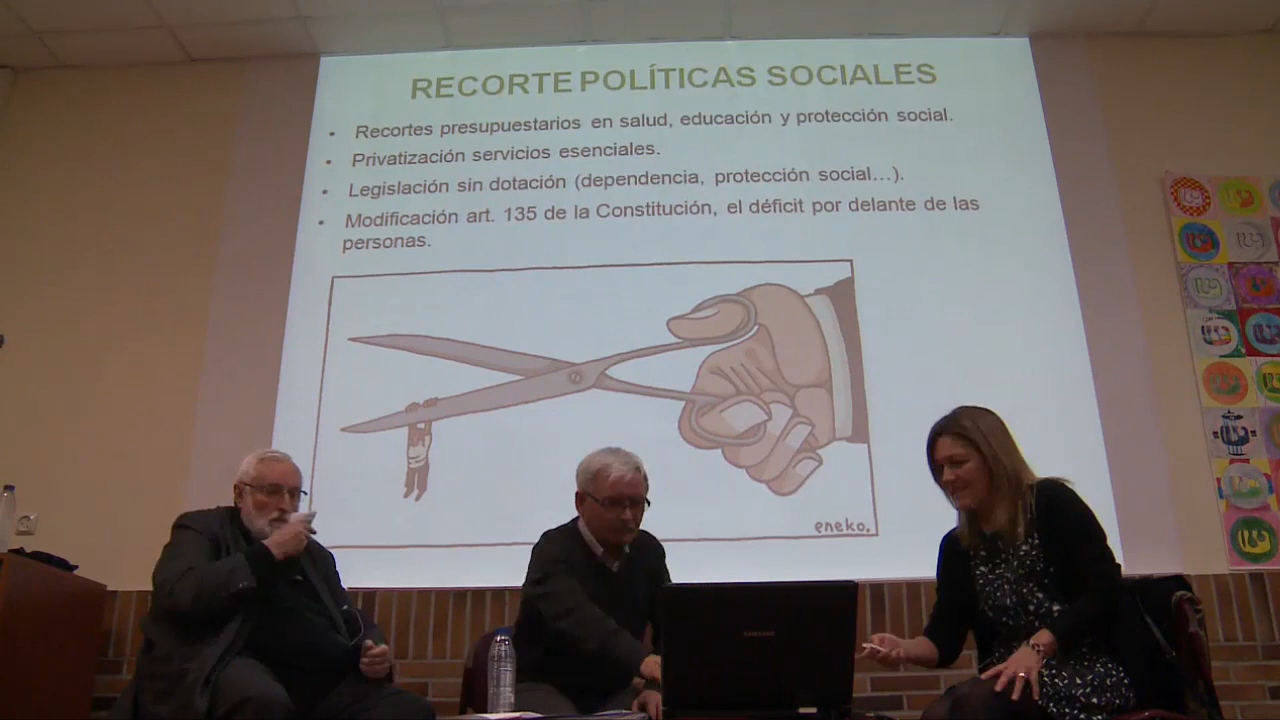 RECORTE POLÍTICAS SOCIALES
• Recortes presupuestarios en salud, educación y protección social.
• Privatización servicios esenciales.
• Legislación sin dotación (dependencia, protección social...).
• Modificación art. 135 de la Constitución, el déficit por delante de las
personas.
eneko.
SAMSUNG